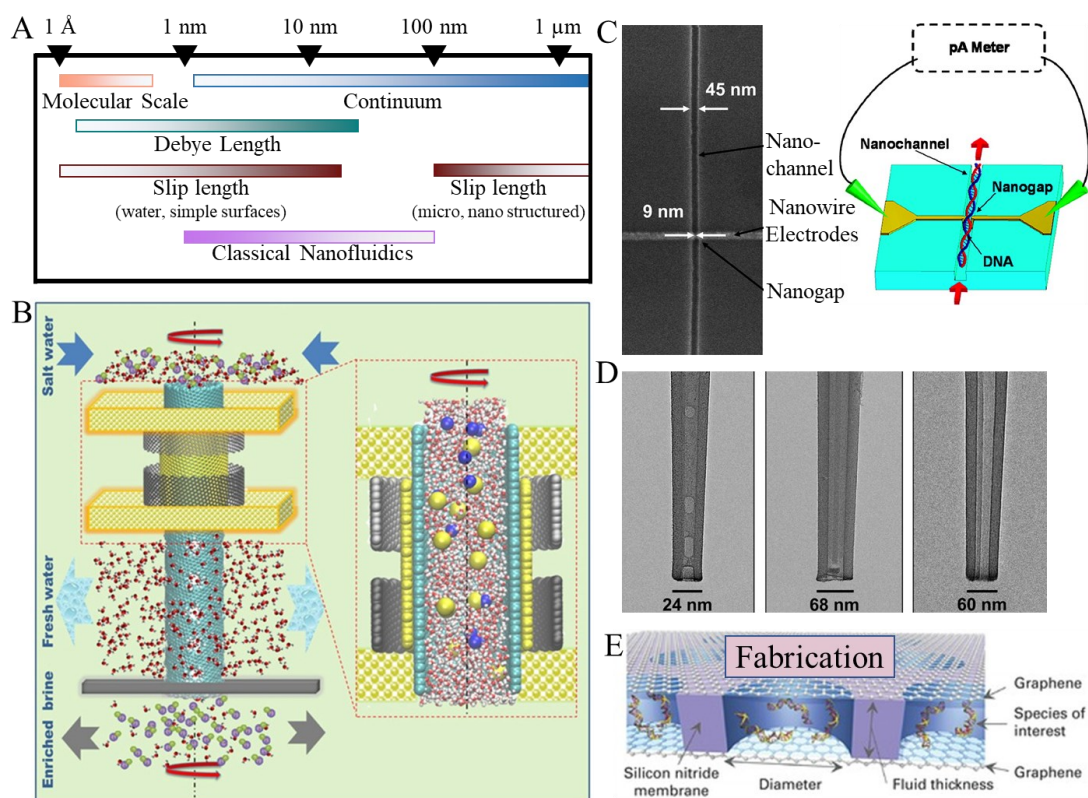 A
1 Å
1 nm
10 nm
100 nm
1 µm
Molecular Scale
Continuum
Debye Length
Slip length
(water, simple surfaces)
Slip length
(micro, nano structured)
Classical Nanofluidics
B
Salt water
Fresh water
Enriched brine
C
45 nm
Nano-
channel
9 nm
Nanowire
Electrodes
Nanogap
pA Meter
Nanochannel
Nanogap
DNA
D
24 nm
68 nm
60 nm
E
Fabrication
Graphene
Species of
interest
Graphene
Silicon nitride
membrane
Diameter
Fluid thickness